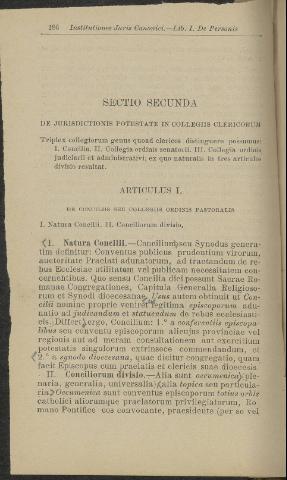 196 Institutiones Juris Canonici.—Lib. I. De Personis
SECTIO SECUNDA
DE JURISDICTIONIS POTESTATE IN COLLEGIIS CLERICORUM
Triplex collegiorum genus quoad clericos distinguere possumus:
I. Concilia. II. Collegia ordinis senatorii. III. Collegia ordinis
judiciarii et administrativi; ex quo naturalis in tres articulos
divisio resultat.
ARTICULUS I.
DE CONCILIIS SEU COLLEGIIS ORDINIS PASTORALIS
I. Natura Concilii. II. Conciliorum divisio.
I. Natura Concilii.—Concilium seu Synodus genera-
tim definitur: Conventus publicus prudentium virorum,
auctoritate Praelati adunatorum, ad tractandum de re-
bus Ecclesiae utilitatem vel publicam necessitatem con-
cernentibus. Quo sensu Concilia dici possunt Sacrae Ro-
manae Congregationes, Capitula Generalia Religioso-
rum et Synodi dioecesanae. Usus autem obtinuit ut Con-
cilii nomine proprie veniat legitima episcoporum adu-
natio ad judicandum et statuendum de rebus ecclesiasti-
cis. Differt ergo, Concilium: 1.º a conferentiis episcopa-
libus seu conventu episcoporum alicujus provinciae vel
regionis aut ad meram consultationem aut exercitium
potestatis singulorum extrinsece commendandum, et
2.º a synodo dioecesana, quae dicitur congregatio, quam
facit Episcopus cum praelatis et clericis suae dioecesis.
II. Conciliorum divisio.—Alia sunt oecumenica (ple-
naria, generalia, universalia) alia topica seu particula-
ria. Oecumenica sunt conventus episcoporum totius orbis
catholici aliorumque praelatorum privilegiatorum, Ro-
mano Pontifice eos convocante, praesidente (per se vel